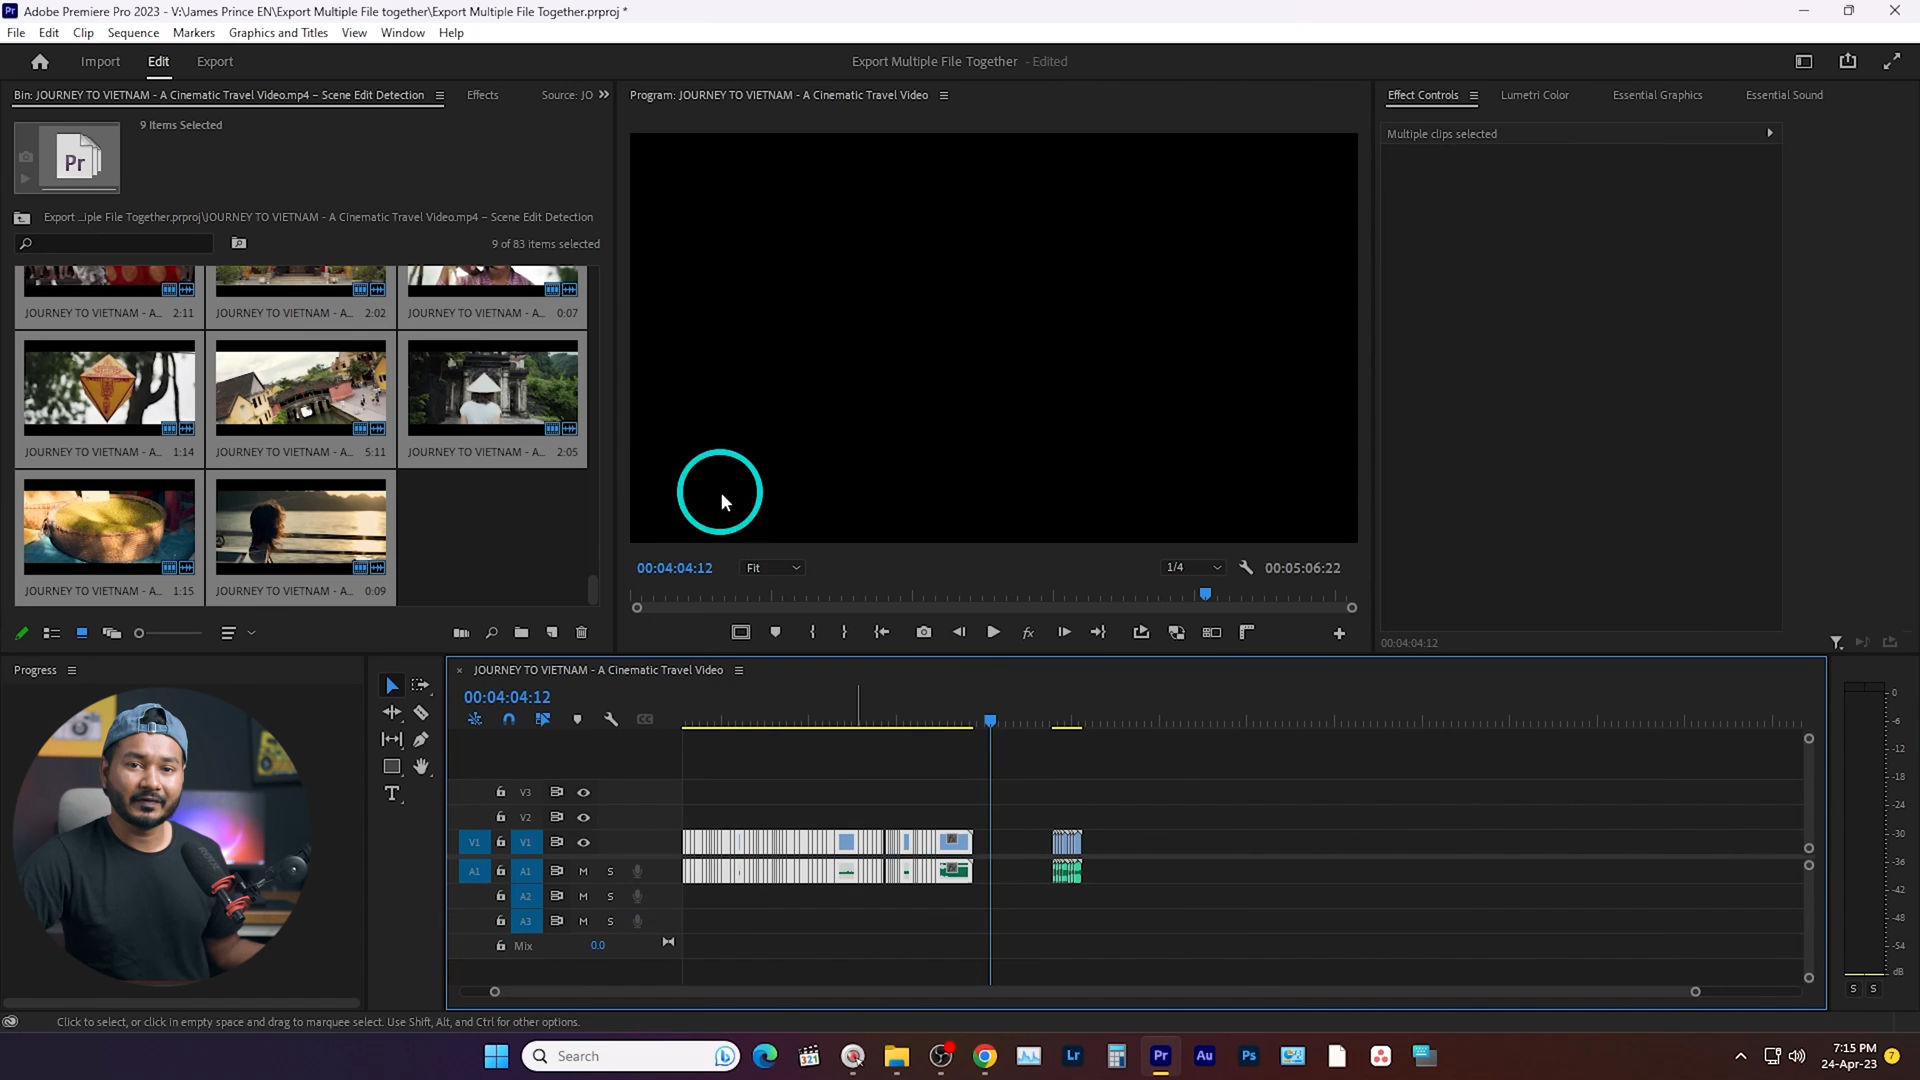 Adobe Premiere Pro 2023 - V:\James Prince EN\Export Multiple File together\Export Multiple File Together.prproj *
File Edit Clip Sequence Markers Graphics and Titles View Window Help
Import Edit Export
Export Multiple File Together - Edited
Bin: JOURNEY TO VIETNAM - A Cinematic Travel Video.mp4 – Scene Edit Detection
Effects
Source: JO
Program: JOURNEY TO VIETNAM - A Cinematic Travel Video
Effect Controls
Lumetri Color
Essential Graphics
Essential Sound
9 Items Selected
Pr
Multiple clips selected
Export ...iple File Together.prproj\JOURNEY TO VIETNAM - A Cinematic Travel Video.mp4 – Scene Edit Detection
9 of 83 items selected
JOURNEY TO VIETNAM - A... 2:11
JOURNEY TO VIETNAM - A... 2:02
JOURNEY TO VIETNAM - A... 0:07
JOURNEY TO VIETNAM - A... 1:14
JOURNEY TO VIETNAM - A... 5:11
JOURNEY TO VIETNAM - A... 2:05
JOURNEY TO VIETNAM - A... 1:15
JOURNEY TO VIETNAM - A... 0:09
00:04:04:12
Fit
1/4
00:05:06:22
00:04:04:12
Progress
JOURNEY TO VIETNAM - A Cinematic Travel Video
00:04:04:12
V3
V2
V1 V1
A1 A1 M S
A2 M S
A3 M S
Mix 0.0
0
-6
-12
-18
-24
-30
-36
-42
-48
-54
dB
S S
Click to select, or click in empty space and drag to marquee select. Use Shift, Alt, and Ctrl for other options.
Search
321
Lr
Pr
Au
Ps
7:15 PM
24-Apr-23
7